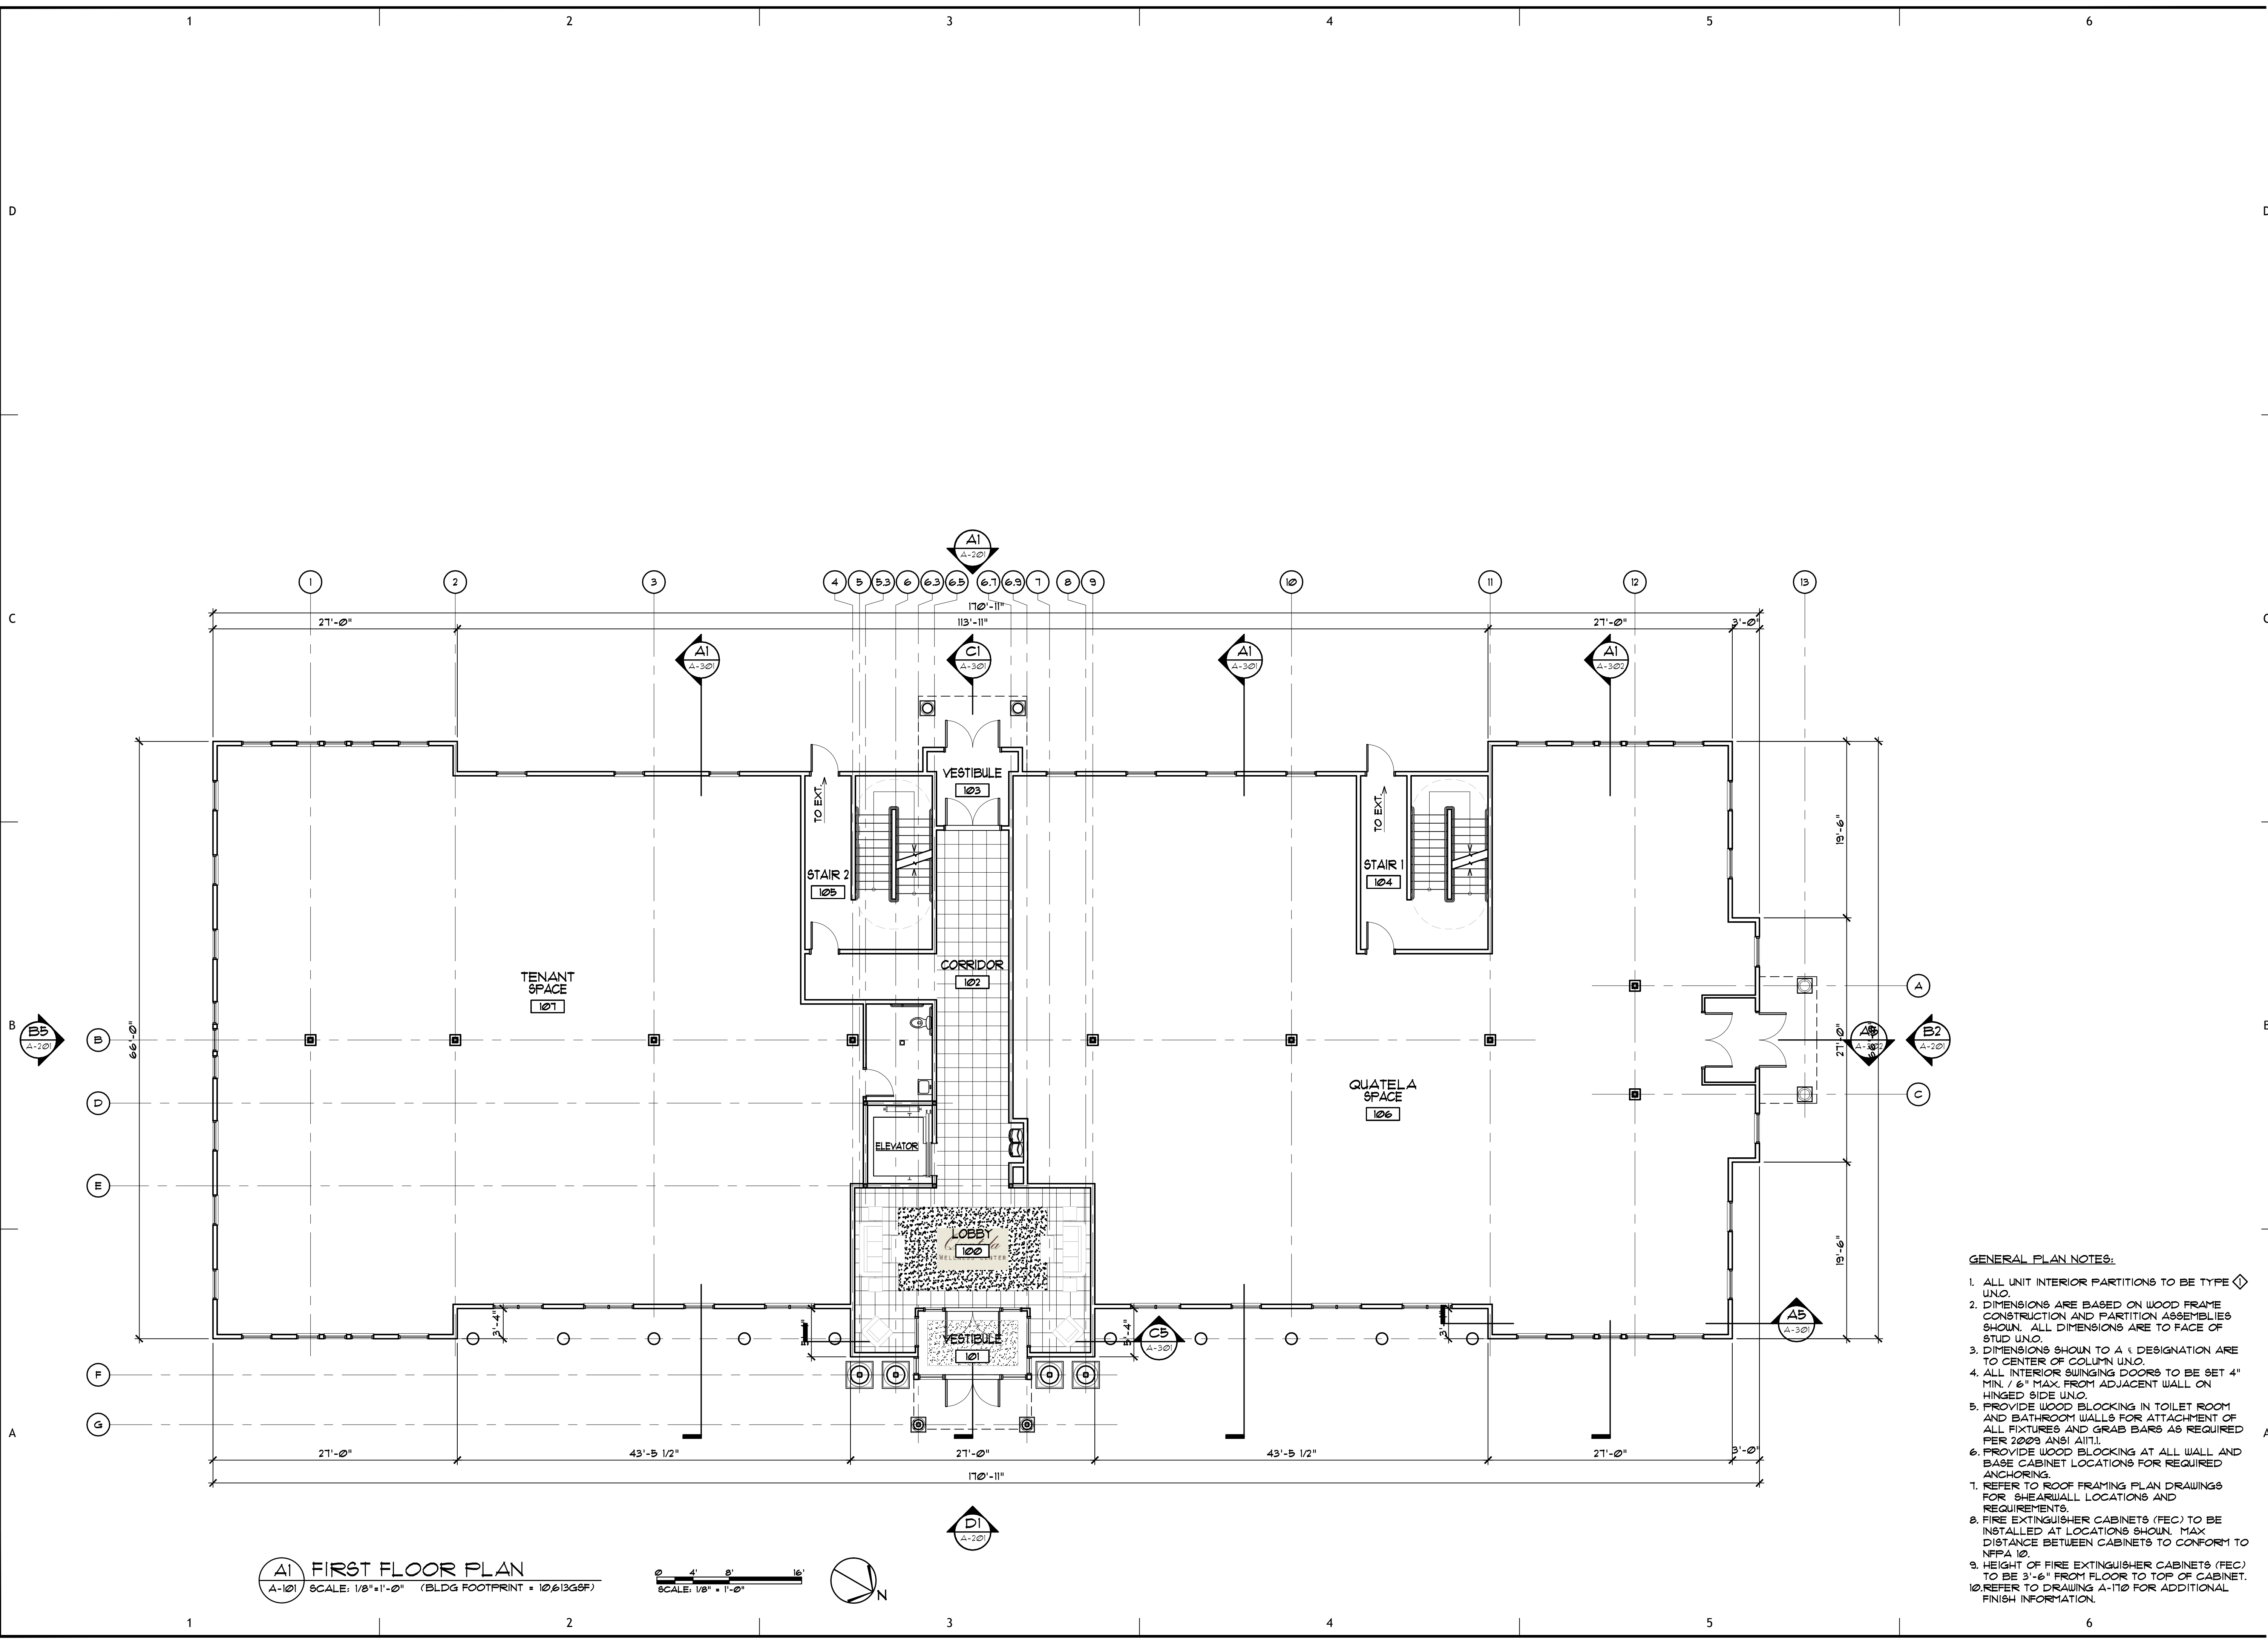 1 2 3 4 5 6
D D
A1
A-201
1 2 3 4 5 5.3 6 6.3 6.5 6.7 6.9 7 8 9 10 11 12 13
170'-11"
C C
27'-0" 113'-11" 27'-0" 3'-0"
A1 C1 A1 A1
A-301 A-301 A-301 A-302
VESTIBULE
103
TO EXT. TO EXT.
19'-6"
STAIR 2 STAIR 1
105 104
CORRIDOR
102
TENANT
SPACE
107
A
B B
B5
A-201
B
66'-0"
27'-0"
66'-0"
A-302
B2
A-201
QUATELA
SPACE
106
D C
ELEVATOR
E
LOBBY
100
WELLNESS CENTER
19'-6"
3'-4" 5'-4"
VESTIBULE
101
C5
A-301
A5
A-301
F
G
A A
27'-0" 43'-5 1/2" 27'-0" 43'-5 1/2" 27'-0" 3'-0"
170'-11"
D1
A-201
A1
A-101
FIRST FLOOR PLAN
SCALE: 1/8"=1'-0" (BLDG FOOTPRINT = 10,613GSF)
0 4' 8' 16'
SCALE: 1/8" = 1'-0"
N
GENERAL PLAN NOTES:
1. ALL UNIT INTERIOR PARTITIONS TO BE TYPE 1
U.N.O.
2. DIMENSIONS ARE BASED ON WOOD FRAME
CONSTRUCTION AND PARTITION ASSEMBLIES
SHOWN. ALL DIMENSIONS ARE TO FACE OF
STUD U.N.O.
3. DIMENSIONS SHOWN TO A ℄ DESIGNATION ARE
TO CENTER OF COLUMN U.N.O.
4. ALL INTERIOR SWINGING DOORS TO BE SET 4"
MIN. / 6" MAX. FROM ADJACENT WALL ON
HINGED SIDE U.N.O.
5. PROVIDE WOOD BLOCKING IN TOILET ROOM
AND BATHROOM WALLS FOR ATTACHMENT OF
ALL FIXTURES AND GRAB BARS AS REQUIRED
PER 2009 ANSI A117.1.
6. PROVIDE WOOD BLOCKING AT ALL WALL AND
BASE CABINET LOCATIONS FOR REQUIRED
ANCHORING.
7. REFER TO ROOF FRAMING PLAN DRAWINGS
FOR SHEARWALL LOCATIONS AND
REQUIREMENTS.
8. FIRE EXTINGUISHER CABINETS (FEC) TO BE
INSTALLED AT LOCATIONS SHOWN. MAX
DISTANCE BETWEEN CABINETS TO CONFORM TO
NFPA 10.
9. HEIGHT OF FIRE EXTINGUISHER CABINETS (FEC)
TO BE 3'-6" FROM FLOOR TO TOP OF CABINET.
10.REFER TO DRAWING A-170 FOR ADDITIONAL
FINISH INFORMATION.
1 2 3 4 5 6